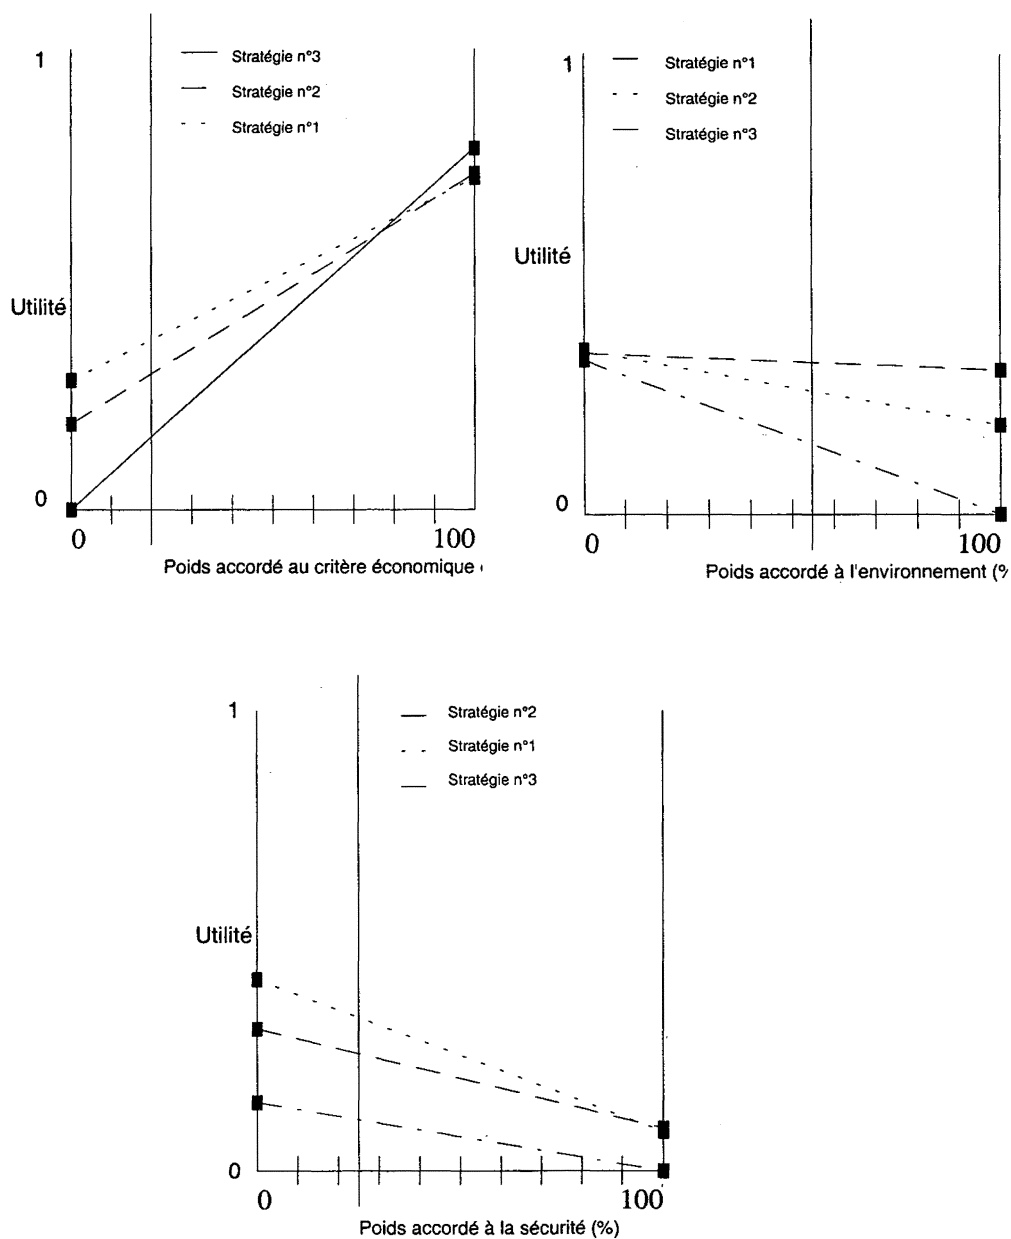 1
Stratégie n°3
Stratégie n°2
Stratégie n°1
Utilité
0
0
100
Poids accordé au critère économique
1
Stratégie n°1
Stratégie n°2
Stratégie n°3
Utilité
0
0
100
Poids accordé à l'environnement (%
1
Stratégie n°2
Stratégie n°1
Stratégie n°3
Utilité
0
0
100
Poids accordé à la sécurité (%)